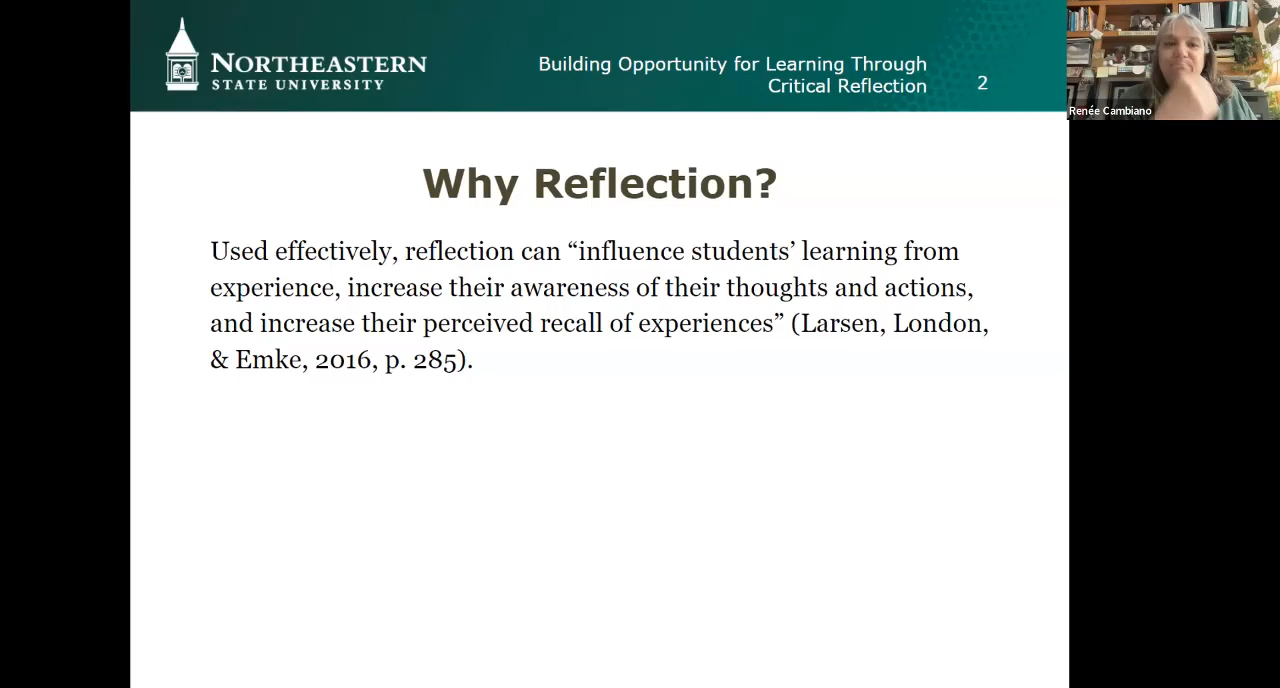 NORTHEASTERN
STATE UNIVERSITY
Building Opportunity for Learning Through
Critical Reflection
2
Renée Cambiano
Why Reflection?
Used effectively, reflection can “influence students’ learning from
experience, increase their awareness of their thoughts and actions,
and increase their perceived recall of experiences” (Larsen, London,
& Emke, 2016, p. 285).